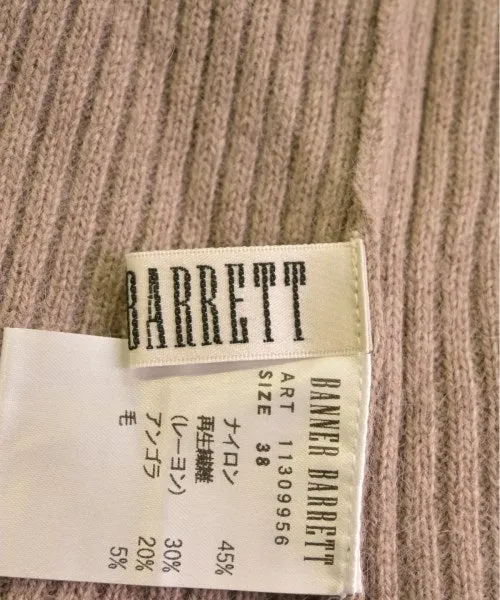 BARRETT
BANNER BARRETT
ART 11309956
SIZE 38
ナイロン 45%
再生繊維
(レーヨン) 30%
アンゴラ 20%
毛 5%